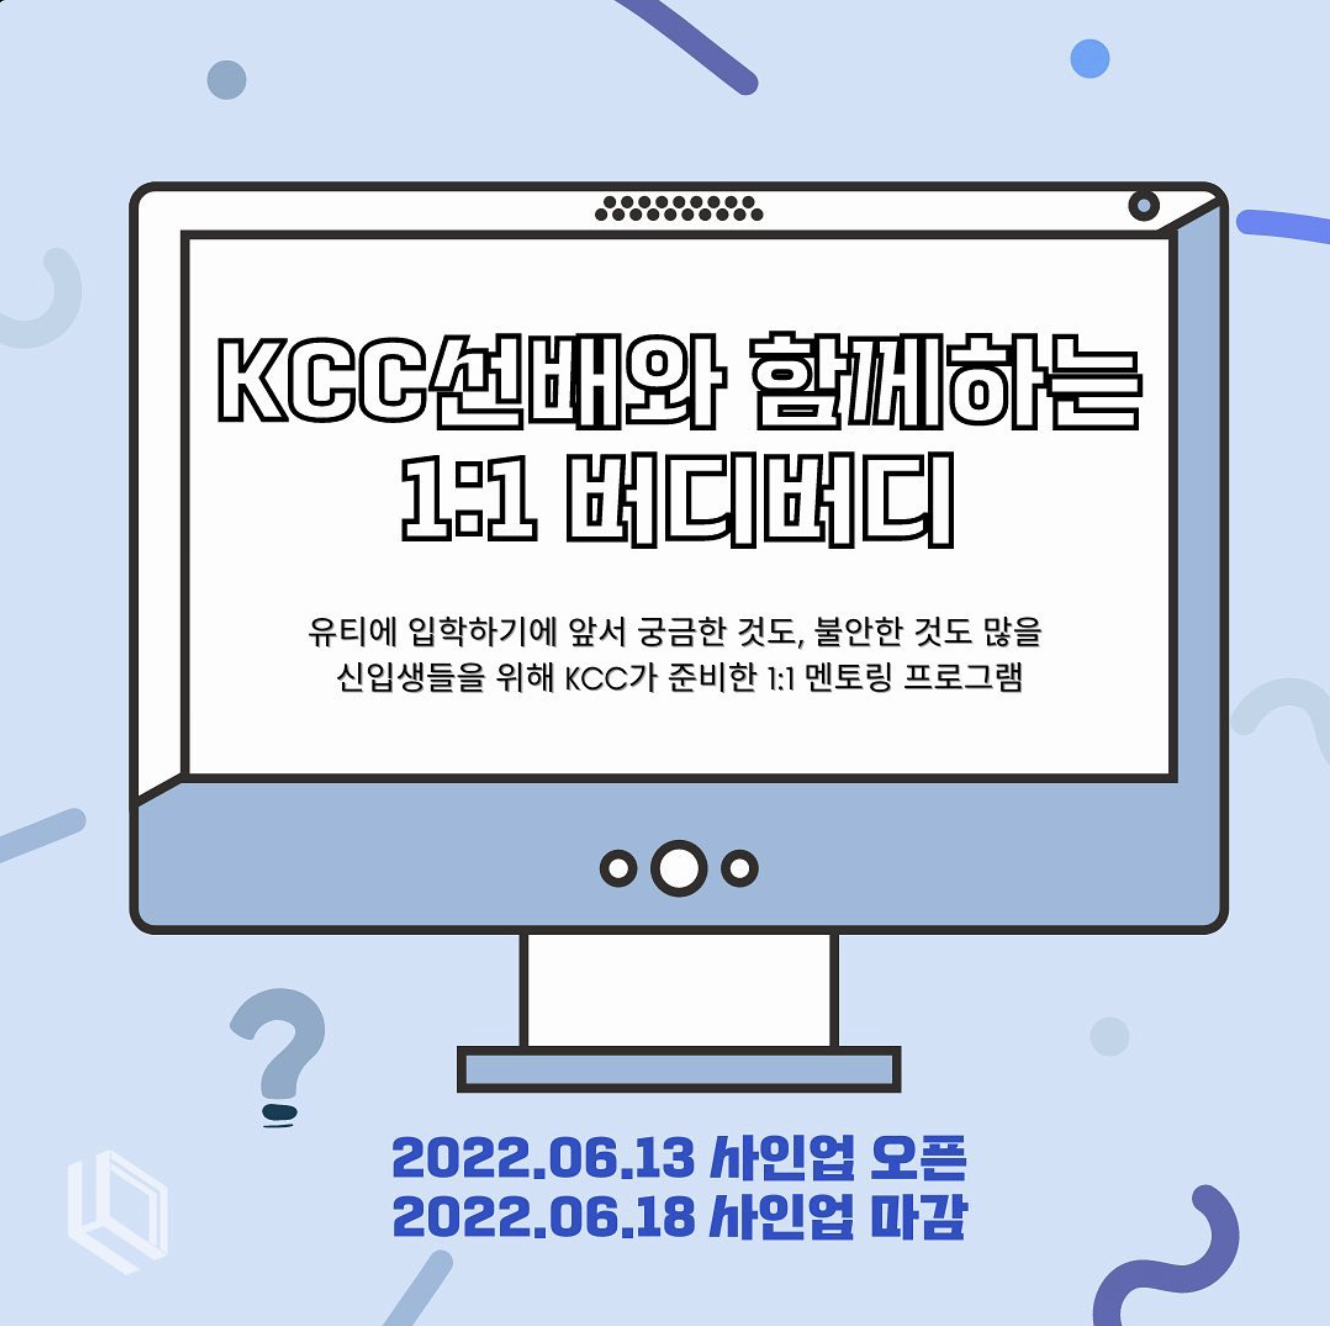 KCC선배와 함께하는
1:1 버디버디
유티에 입학하기에 앞서 궁금한 것도, 불안한 것도 많을
신입생들을 위해 KCC가 준비한 1:1 멘토링 프로그램
?
2022.06.13 사인업 오픈
2022.06.18 사인업 마감